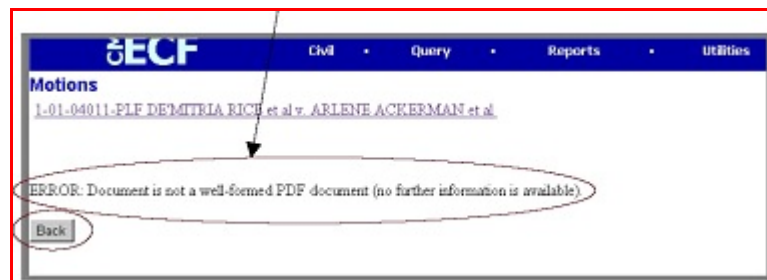 CM ECF Civil • Query • Reports • Utilities
Motions
1-01-04011-PLF DE'MITRIA RICE et al v. ARLENE ACKERMAN et al
ERROR: Document is not a well-formed PDF document (no further information is available).
Back